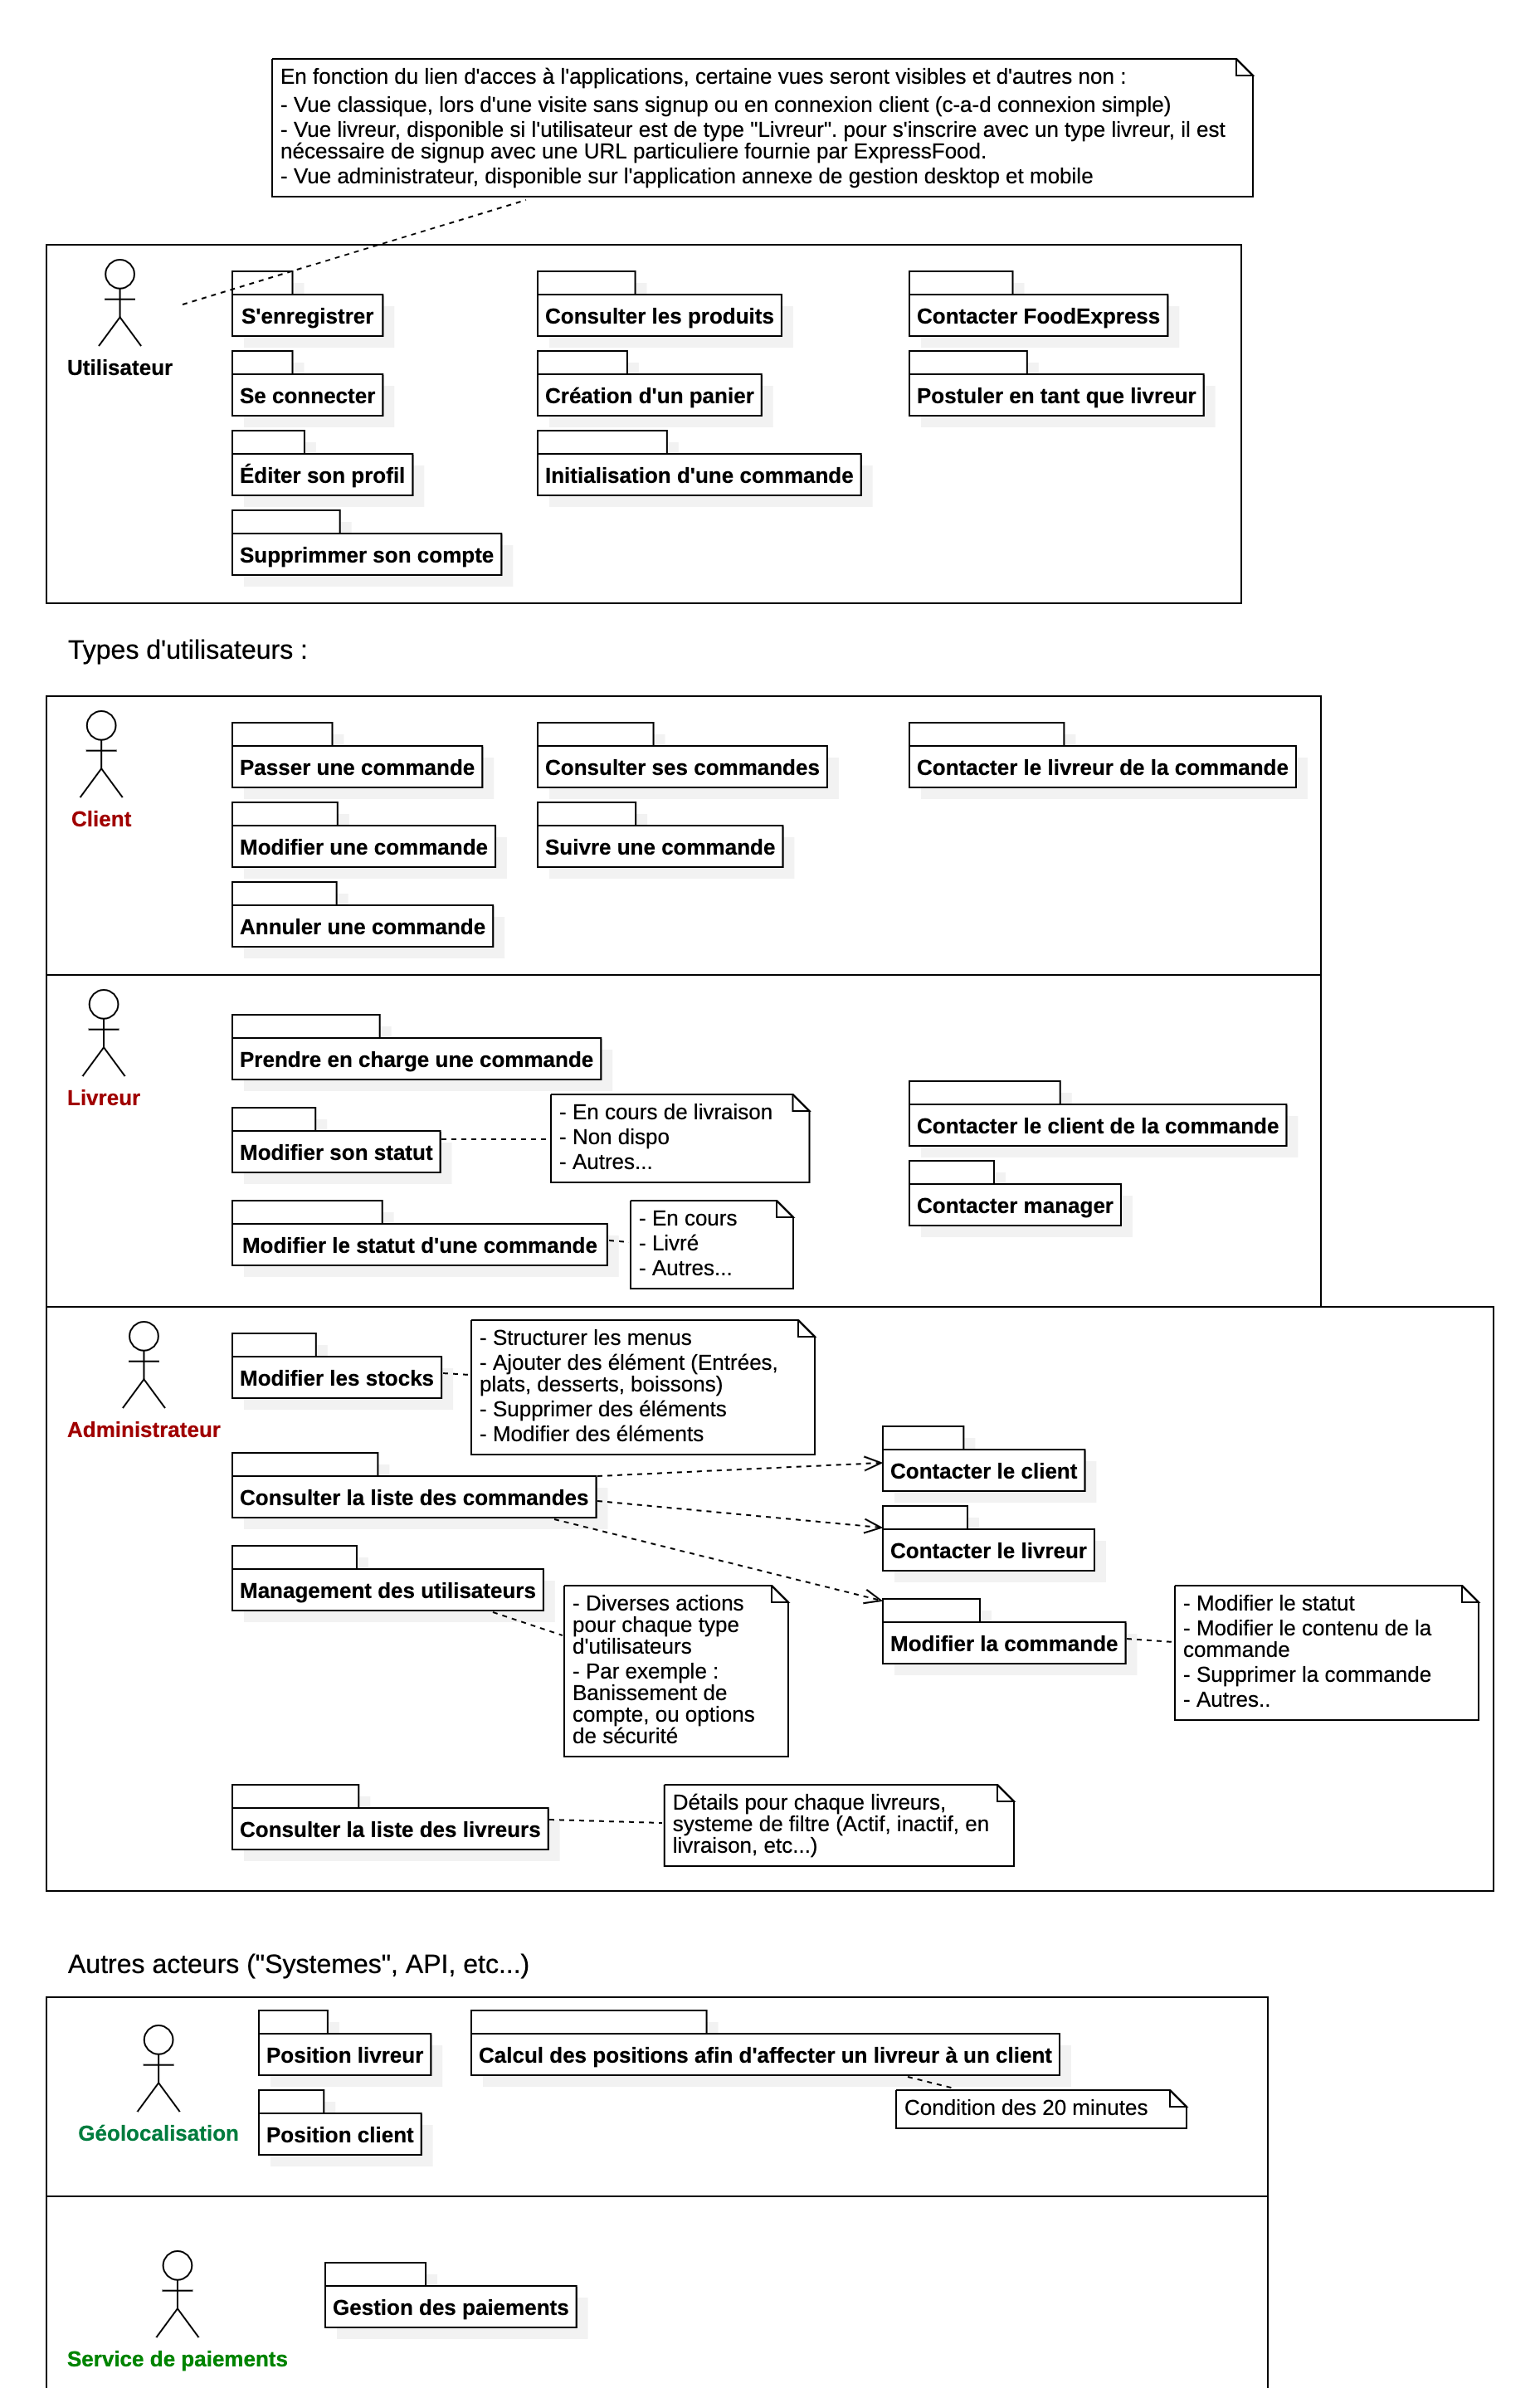 En fonction du lien d'acces à l'applications, certaine vues seront visibles et d'autres non :
- Vue classique, lors d'une visite sans signup ou en connexion client (c-a-d connexion simple)
- Vue livreur, disponible si l'utilisateur est de type "Livreur". pour s'inscrire avec un type livreur, il est
nécessaire de signup avec une URL particuliere fournie par ExpressFood.
- Vue administrateur, disponible sur l'application annexe de gestion desktop et mobile
Utilisateur
S'enregistrer
Se connecter
Éditer son profil
Supprimmer son compte
Consulter les produits
Création d'un panier
Initialisation d'une commande
Contacter FoodExpress
Postuler en tant que livreur
Types d'utilisateurs :
Client
Passer une commande
Modifier une commande
Annuler une commande
Consulter ses commandes
Suivre une commande
Contacter le livreur de la commande
Livreur
Prendre en charge une commande
Modifier son statut
- En cours de livraison
- Non dispo
- Autres...
Modifier le statut d'une commande
- En cours
- Livré
- Autres...
Contacter le client de la commande
Contacter manager
Administrateur
Modifier les stocks
- Structurer les menus
- Ajouter des élément (Entrées,
plats, desserts, boissons)
- Supprimer des éléments
- Modifier des éléments
Consulter la liste des commandes
Contacter le client
Contacter le livreur
Modifier la commande
- Modifier le statut
- Modifier le contenu de la
commande
- Supprimer la commande
- Autres..
Management des utilisateurs
- Diverses actions
pour chaque type
d'utilisateurs
- Par exemple :
Banissement de
compte, ou options
de sécurité
Consulter la liste des livreurs
Détails pour chaque livreurs,
systeme de filtre (Actif, inactif, en
livraison, etc...)
Autres acteurs ("Systemes", API, etc...)
Géolocalisation
Position livreur
Position client
Calcul des positions afin d'affecter un livreur à un client
Condition des 20 minutes
Service de paiements
Gestion des paiements